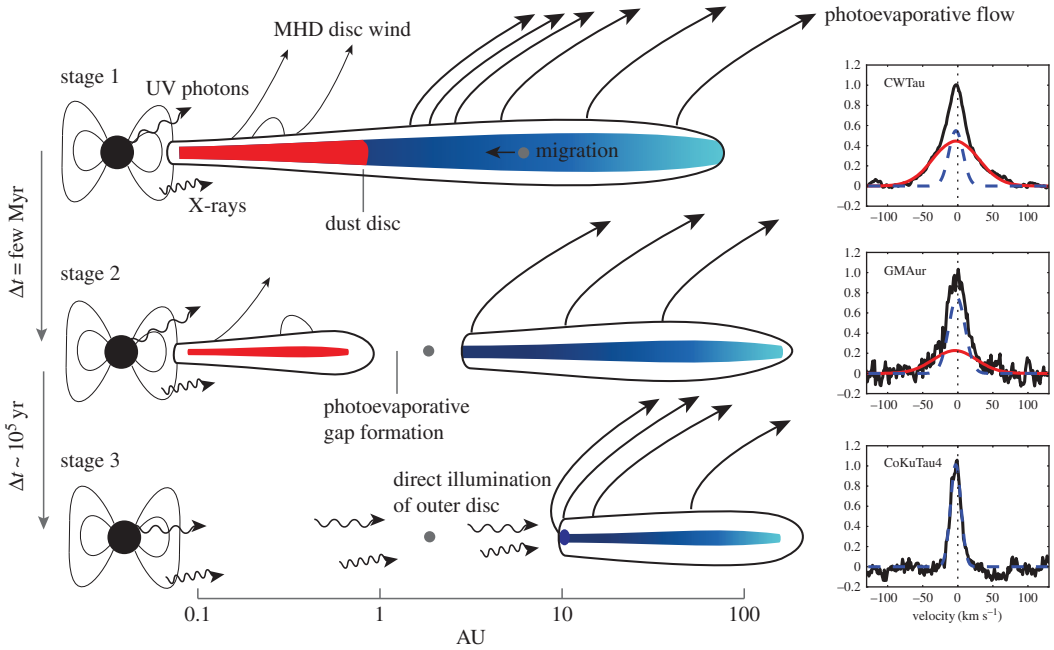 stage 1
UV photons
MHD disc wind
photoevaporative flow
migration
X-rays
dust disc
Δt = few Myr
stage 2
photoevaporative
gap formation
Δt ~ 10⁵ yr
stage 3
direct illumination
of outer disc
0.1 1 10 100
AU
CWTau
1.2
1.0
0.8
0.6
0.4
0.2
0
−0.2
−100 −50 0 50 100
GMAur
1.2
1.0
0.8
0.6
0.4
0.2
0
−0.2
−100 −50 0 50 100
CoKuTau4
1.2
1.0
0.8
0.6
0.4
0.2
0
−0.2
−100 −50 0 50 100
velocity (km s⁻¹)